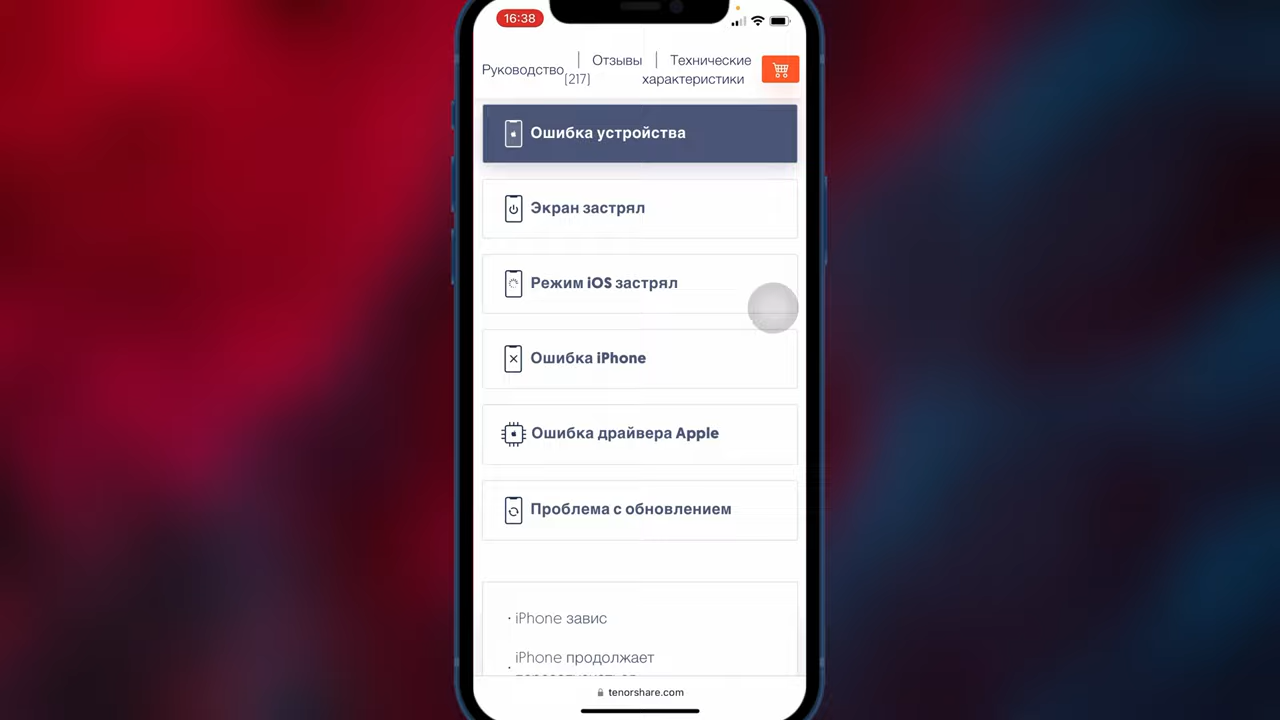 16:38
Руководство | Отзывы | Технические
[217] характеристики
Ошибка устройства
Экран застрял
Режим iOS застрял
Ошибка iPhone
Ошибка драйвера Apple
Проблема с обновлением
· iPhone завис
· iPhone продолжает
tenorshare.com